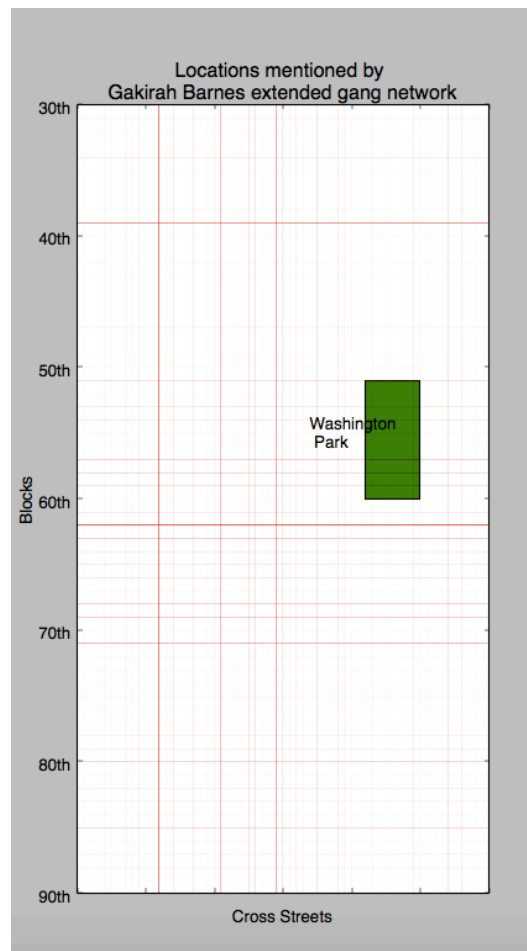 Locations mentioned by
Gakirah Barnes extended gang network
30th
40th
50th
Washington
Park
60th
Blocks
70th
80th
90th
Cross Streets